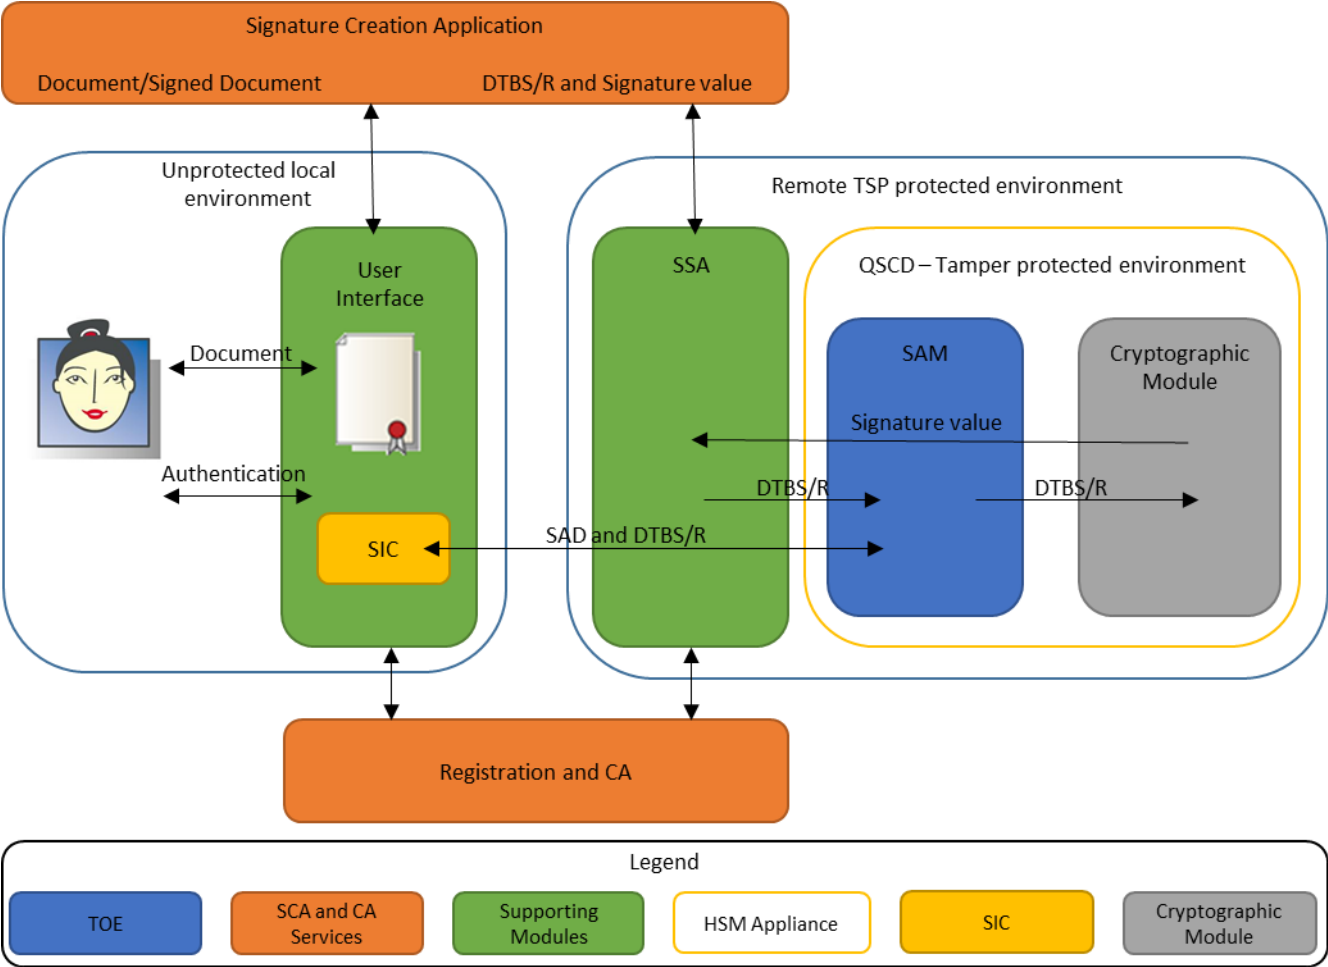 Signature Creation Application
Document/Signed Document
DTBS/R and Signature value
Unprotected local
environment
Remote TSP protected environment
User
Interface
SSA
QSCD – Tamper protected environment
SAM
Cryptographic
Module
Document
Signature value
Authentication
DTBS/R
DTBS/R
SIC
SAD and DTBS/R
Registration and CA
Legend
TOE
SCA and CA
Services
Supporting
Modules
HSM Appliance
SIC
Cryptographic
Module